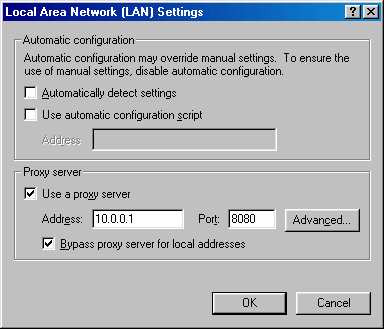 Local Area Network (LAN) Settings
Automatic configuration
Automatic configuration may override manual settings.  To ensure the
use of manual settings, disable automatic configuration.
Automatically detect settings
Use automatic configuration script
Address
Proxy server
Use a proxy server
Address: 10.0.0.1 Port: 8080 Advanced...
Bypass proxy server for local addresses
OK Cancel